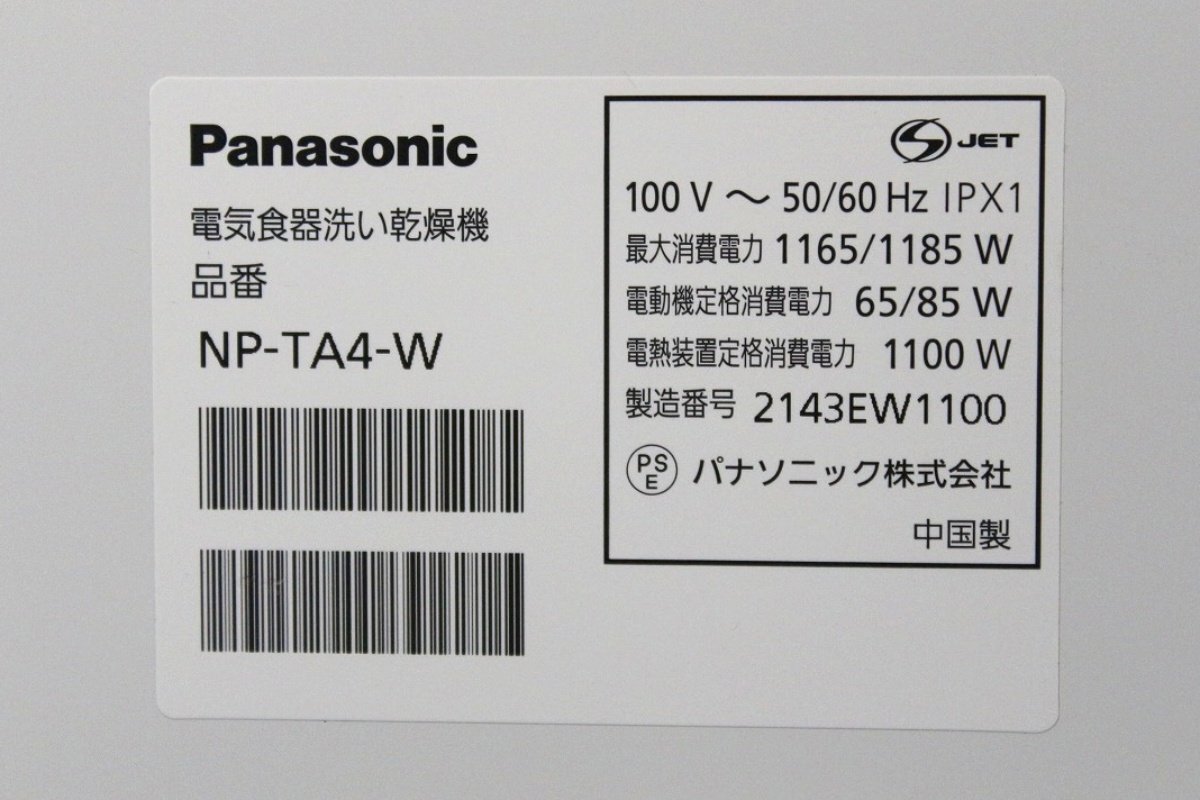 Panasonic
電気食器洗い乾燥機
品番
NP-TA4-W
JET
100 V ～ 50/60 Hz IPX1
最大消費電力 1165/1185 W
電動機定格消費電力 65/85 W
電熱装置定格消費電力 1100 W
製造番号 2143EW1100
PS
E パナソニック株式会社
中国製